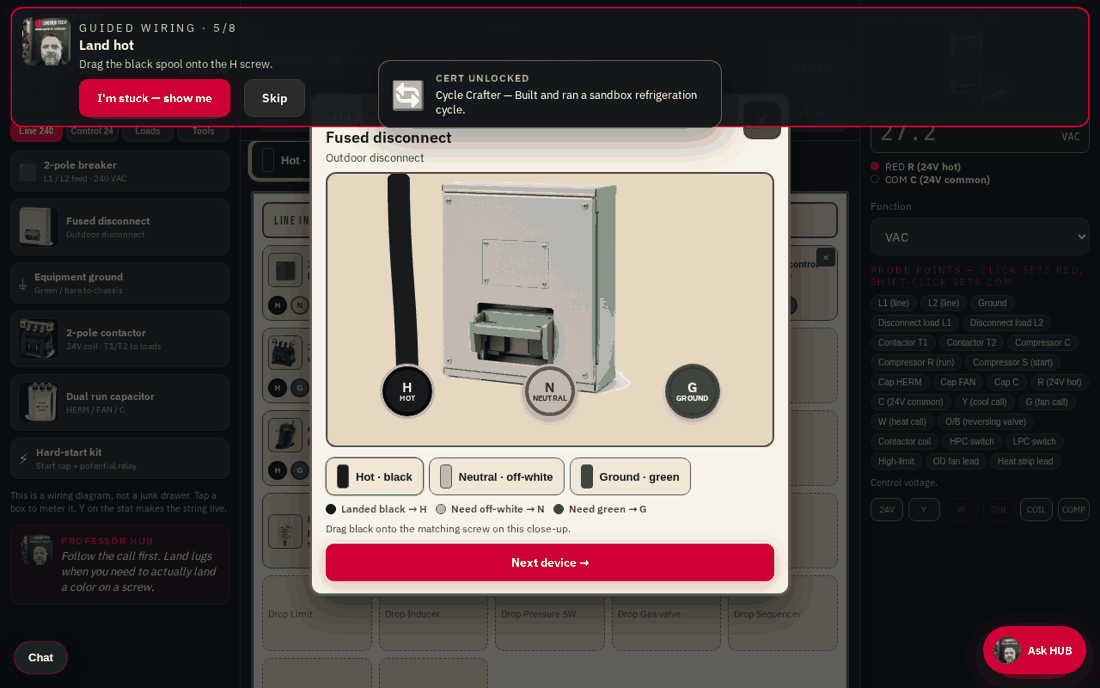 GUIDED WIRING · 5/8
Land hot
Drag the black spool onto the H screw.
I'm stuck — show me
Skip
CERT UNLOCKED
Cycle Crafter — Built and ran a sandbox refrigeration
cycle.
Line 240
Control 24
Loads
Tools
2-pole breaker
L1 / L2 feed · 240 VAC
Fused disconnect
Outdoor disconnect
Equipment ground
Green / bare to chassis
2-pole contactor
24V coil · T1/T2 to loads
Dual run capacitor
HERM / FAN / C
Hard-start kit
Start cap + potential relay
This is a wiring diagram, not a junk drawer. Tap a
box to meter it. Y on the stat makes the string live.
PROFESSOR HUB
Follow the call first. Land lugs
when you need to actually land
a color on a screw.
Chat
Hot ·
LINE IN
H
N
H
G
H
G
Drop Limit
Drop Inducer
Drop Pressure SW
Drop Gas valve
Drop Sequencer
Fused disconnect
Outdoor disconnect
×
H
HOT
N
NEUTRAL
G
GROUND
Hot · black
Neutral · off-white
Ground · green
Landed black → H
Need off-white → N
Need green → G
Drag black onto the matching screw on this close-up.
Next device →
27.2
VAC
RED R (24V hot)
COM C (24V common)
Function
VAC
PROBE POINTS — CLICK SETS RED,
SHIFT-CLICK SETS COM
L1 (line)
L2 (line)
Ground
Disconnect load L1
Disconnect load L2
Contactor T1
Contactor T2
Compressor C
Compressor R (run)
Compressor S (start)
Cap HERM
Cap FAN
Cap C
R (24V hot)
C (24V common)
Y (cool call)
G (fan call)
W (heat call)
O/B (reversing valve)
Contactor coil
HPC switch
LPC switch
High-limit
OD fan lead
Heat strip lead
Control voltage.
24V
Y
W
O/B
COIL
COMP
Ask HUB